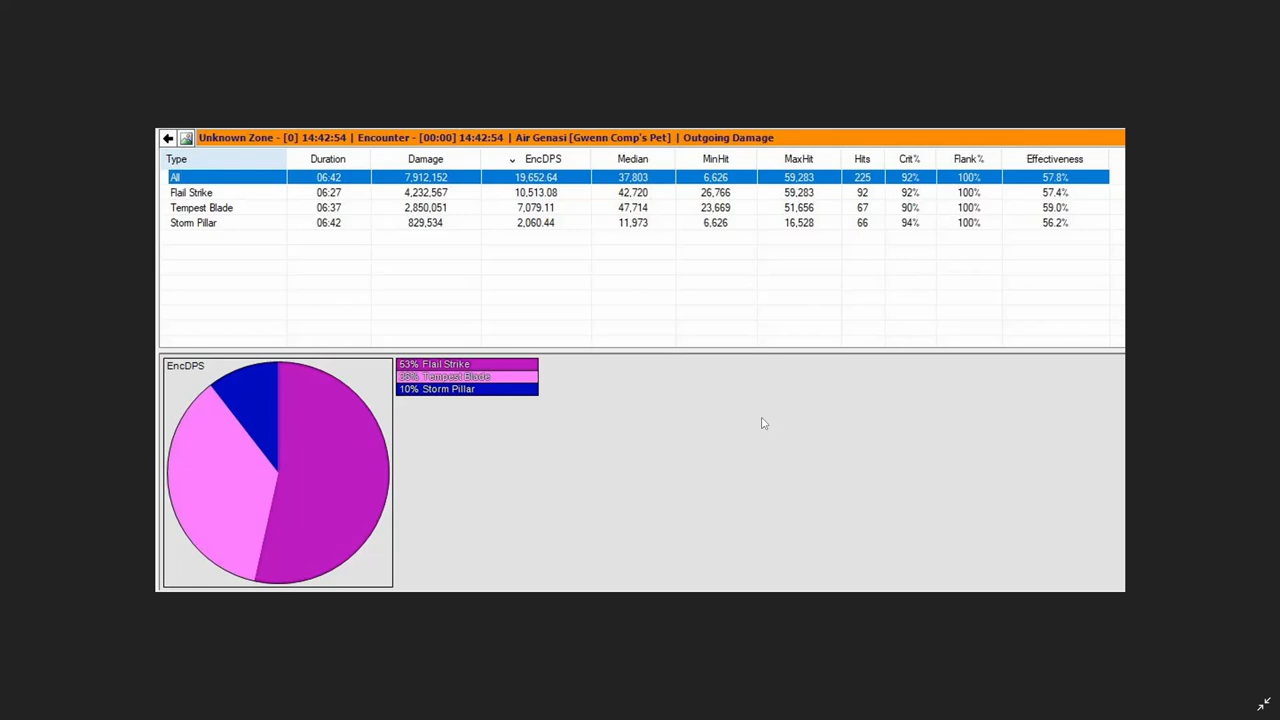 Unknown Zone - [0] 14:42:54 | Encounter - [00:00] 14:42:54 | Air Genasi [Gwenn Comp's Pet] | Outgoing Damage
Type Duration Damage EncDPS Median MinHit MaxHit Hits Crit% Flank% Effectiveness
All 06:42 7,912,152 19,652.64 37,803 6,626 59,283 225 92% 100% 57.8%
Flail Strike 06:27 4,232,567 10,513.08 42,720 26,766 59,283 92 92% 100% 57.4%
Tempest Blade 06:37 2,850,051 7,079.11 47,714 23,669 51,656 67 90% 100% 59.0%
Storm Pillar 06:42 829,534 2,060.44 11,973 6,626 16,528 66 94% 100% 56.2%
EncDPS
53% Flail Strike
36% Tempest Blade
10% Storm Pillar